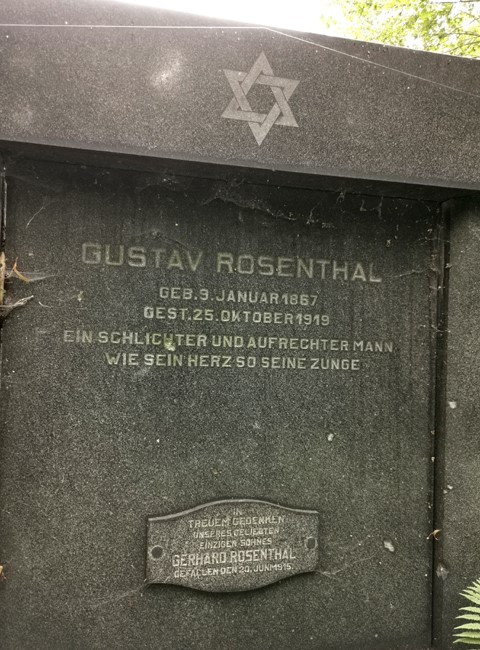 GUSTAV ROSENTHAL
GEB. 3. JANUAR 1867
GEST. 25. OKTOBER 1919
EIN SCHLICHTER UND AUFRECHTER MANN
WIE SEIN HERZ SO SEINE ZUNGE
IN
TREUEM GEDENKEN
UNSERES GELIEBTEN
EINZIGEN SOHNES
GERHARD ROSENTHAL
GEFALLEN DEN 20. JUNI 1915